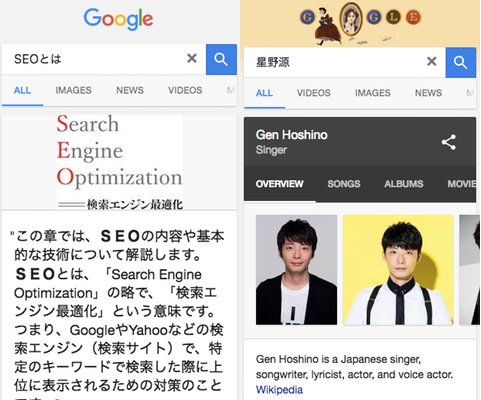 Google
SEOとは
ALL IMAGES NEWS VIDEOS
Search
Engine
Optimization
検索エンジン最適化
"この章では、ＳＥＯの内容や基本
的な技術について解説します。
ＳＥＯとは、「Search Engine
Optimization」の略で、「検索エ
ンジン最適化」という意味です。
つまり、GoogleやYahooなどの検
索エンジン（検索サイト）で、特
定のキーワードで検索した際に上
位に表示されるための対策のこと
です。"
GOOGLE
星野源
ALL VIDEOS IMAGES NEWS
Gen Hoshino
Singer
OVERVIEW SONGS ALBUMS MOVIE
Gen Hoshino is a Japanese singer,
songwriter, lyricist, actor, and voice actor.
Wikipedia